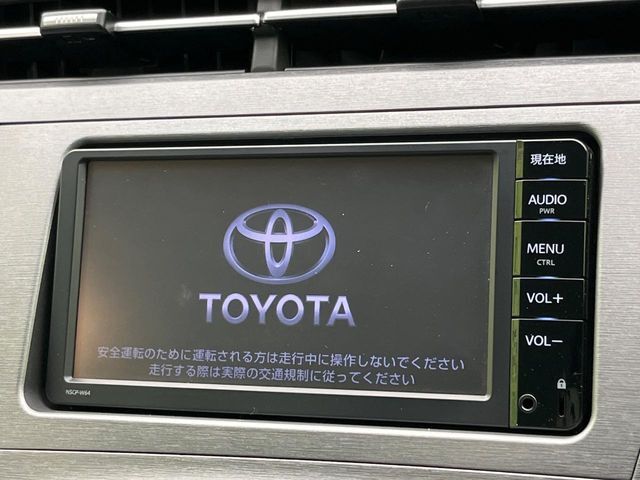 現在地
AUDIO
PWR
MENU
CTRL
VOL+
VOL−
TOYOTA
安全運転のために運転される方は走行中に操作しないでください
走行する際は実際の交通規制に従ってください
NSCP-W64